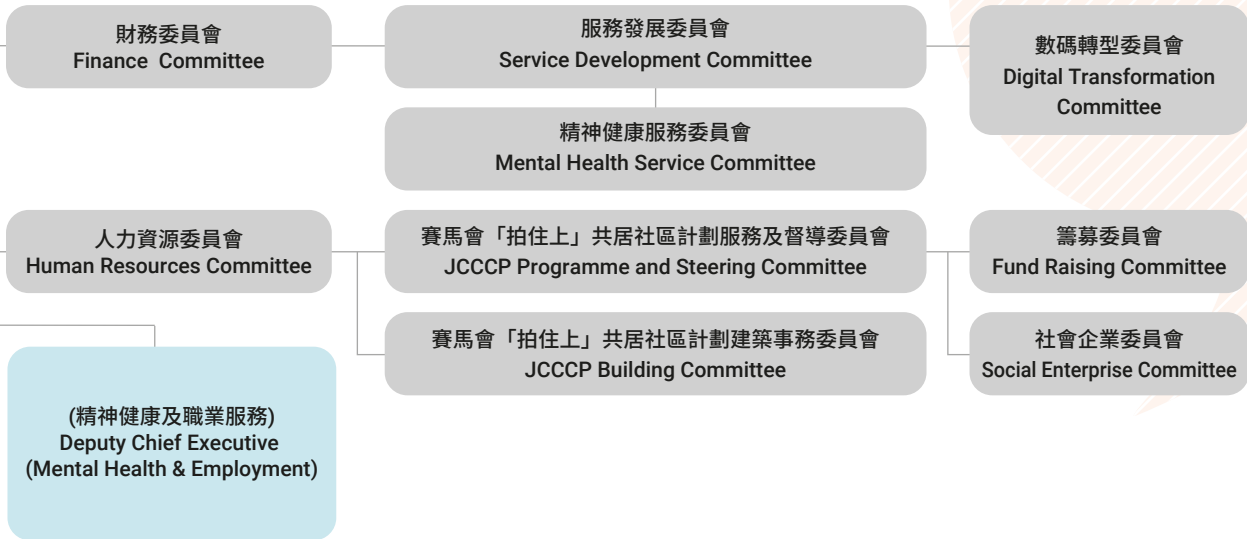 財務委員會
Finance Committee
服務發展委員會
Service Development Committee
數碼轉型委員會
Digital Transformation
Committee
精神健康服務委員會
Mental Health Service Committee
人力資源委員會
Human Resources Committee
賽馬會「拍住上」共居社區計劃服務及督導委員會
JCCCP Programme and Steering Committee
籌募委員會
Fund Raising Committee
賽馬會「拍住上」共居社區計劃建築事務委員會
JCCCP Building Committee
社會企業委員會
Social Enterprise Committee
(精神健康及職業服務)
Deputy Chief Executive
(Mental Health & Employment)